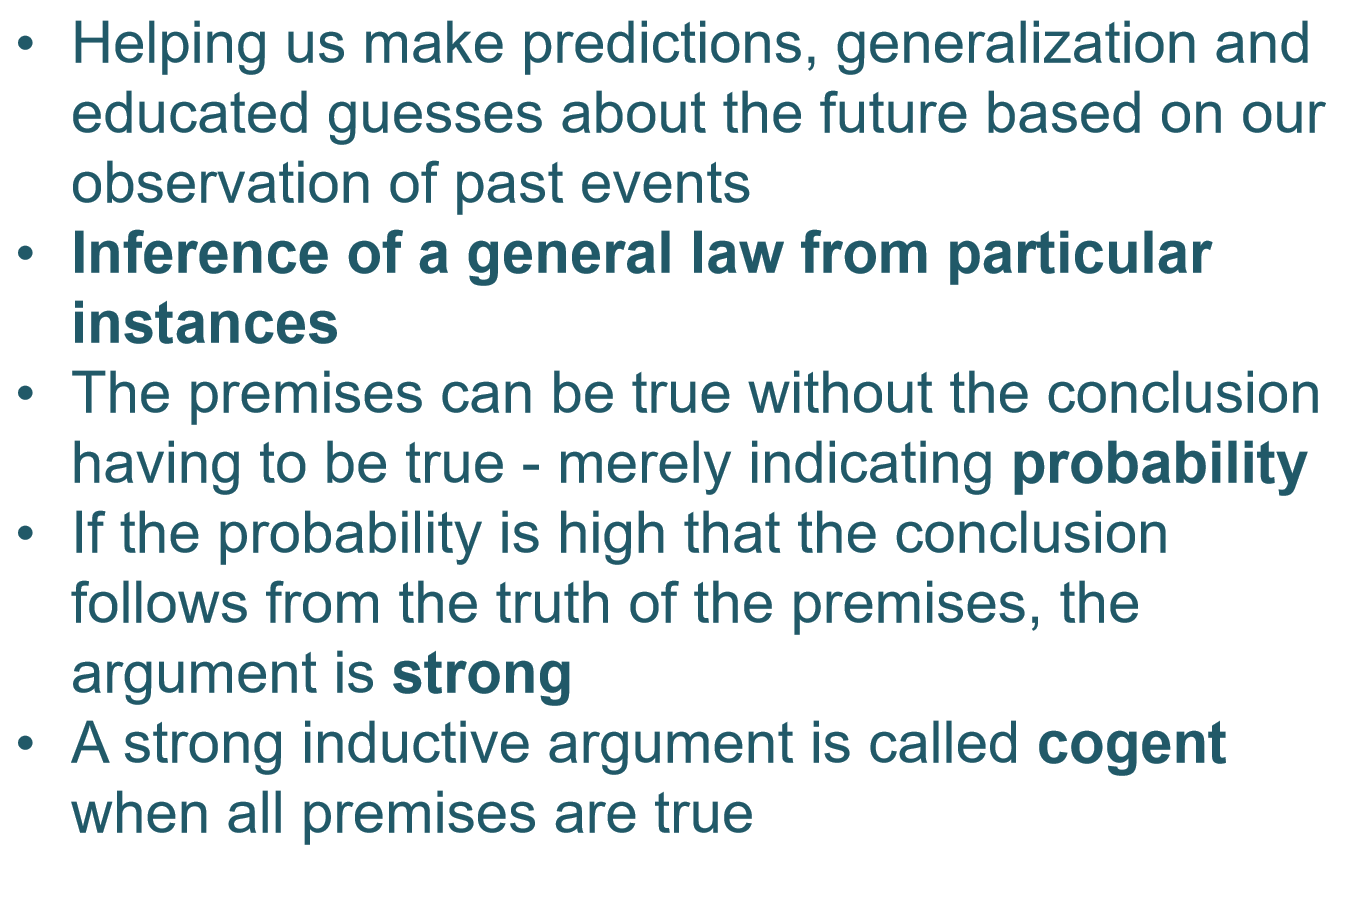 • Helping us make predictions, generalization and
educated guesses about the future based on our
observation of past events
• Inference of a general law from particular
instances
• The premises can be true without the conclusion
having to be true - merely indicating probability
• If the probability is high that the conclusion
follows from the truth of the premises, the
argument is strong
• A strong inductive argument is called cogent
when all premises are true